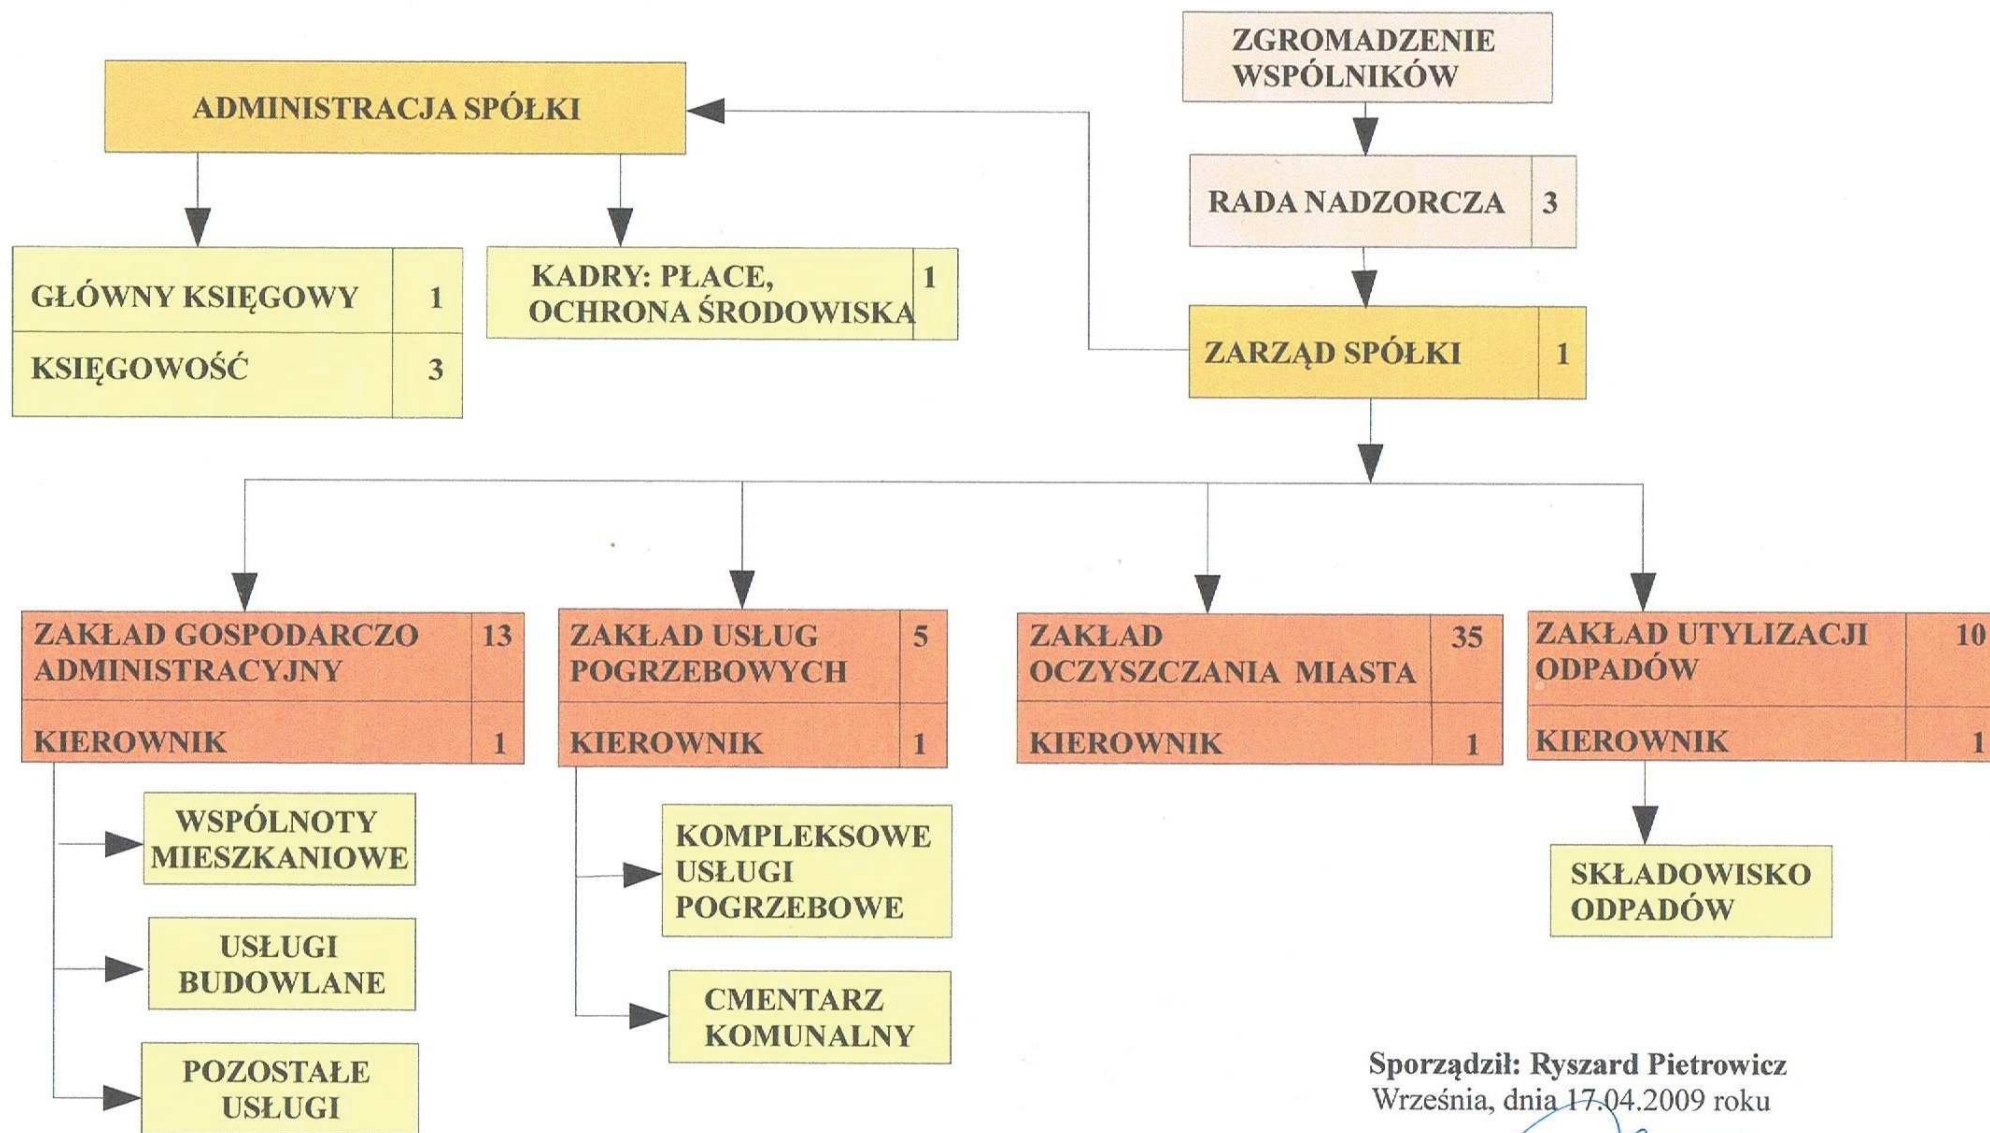 ZGROMADZENIE
WSPÓLNIKÓW
ADMINISTRACJA SPÓŁKI
RADA NADZORCZA 3
GŁÓWNY KSIĘGOWY 1
KSIĘGOWOŚĆ 3
KADRY: PŁACE, 1
OCHRONA ŚRODOWISKA
ZARZĄD SPÓŁKI 1
ZAKŁAD GOSPODARCZO 13
ADMINISTRACYJNY
KIEROWNIK 1
ZAKŁAD USŁUG 5
POGRZEBOWYCH
KIEROWNIK 1
ZAKŁAD 35
OCZYSZCZANIA MIASTA
KIEROWNIK 1
ZAKŁAD UTYLIZACJI 10
ODPADÓW
KIEROWNIK 1
WSPÓLNOTY
MIESZKANIOWE
USŁUGI
BUDOWLANE
POZOSTAŁE
USŁUGI
KOMPLEKSOWE
USŁUGI
POGRZEBOWE
CMENTARZ
KOMUNALNY
SKŁADOWISKO
ODPADÓW
Sporządził: Ryszard Pietrowicz
Września, dnia 17.04.2009 roku